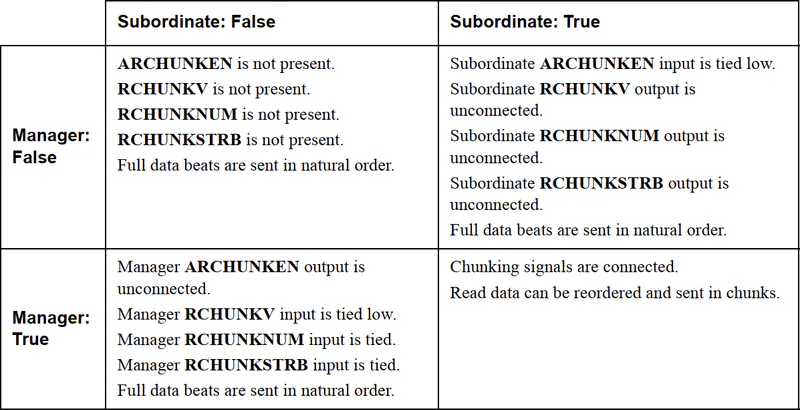 Subordinate: False
Subordinate: True
Manager:
False
ARCHUNKEN is not present.
RCHUNKV is not present.
RCHUNKNUM is not present.
RCHUNKSTRB is not present.
Full data beats are sent in natural order.
Subordinate ARCHUNKEN input is tied low.
Subordinate RCHUNKV output is
unconnected.
Subordinate RCHUNKNUM output is
unconnected.
Subordinate RCHUNKSTRB output is
unconnected.
Full data beats are sent in natural order.
Manager:
True
Manager ARCHUNKEN output is
unconnected.
Manager RCHUNKV input is tied low.
Manager RCHUNKNUM input is tied.
Manager RCHUNKSTRB input is tied.
Full data beats are sent in natural order.
Chunking signals are connected.
Read data can be reordered and sent in chunks.